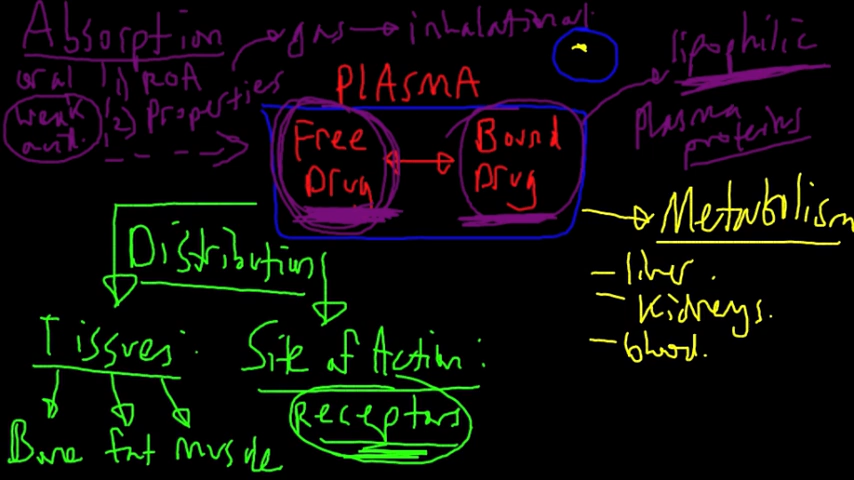 Absorption
gas → inhalational
oral 1) ROA
weak acid. 2) Properties
lipophilic
plasma proteins
PLASMA
Free Drug
Bound Drug
Metabolism
– liver.
– Kidneys.
– blood.
Distribution
Tissues:
Site of Action:
Receptors
Bone fat muscle